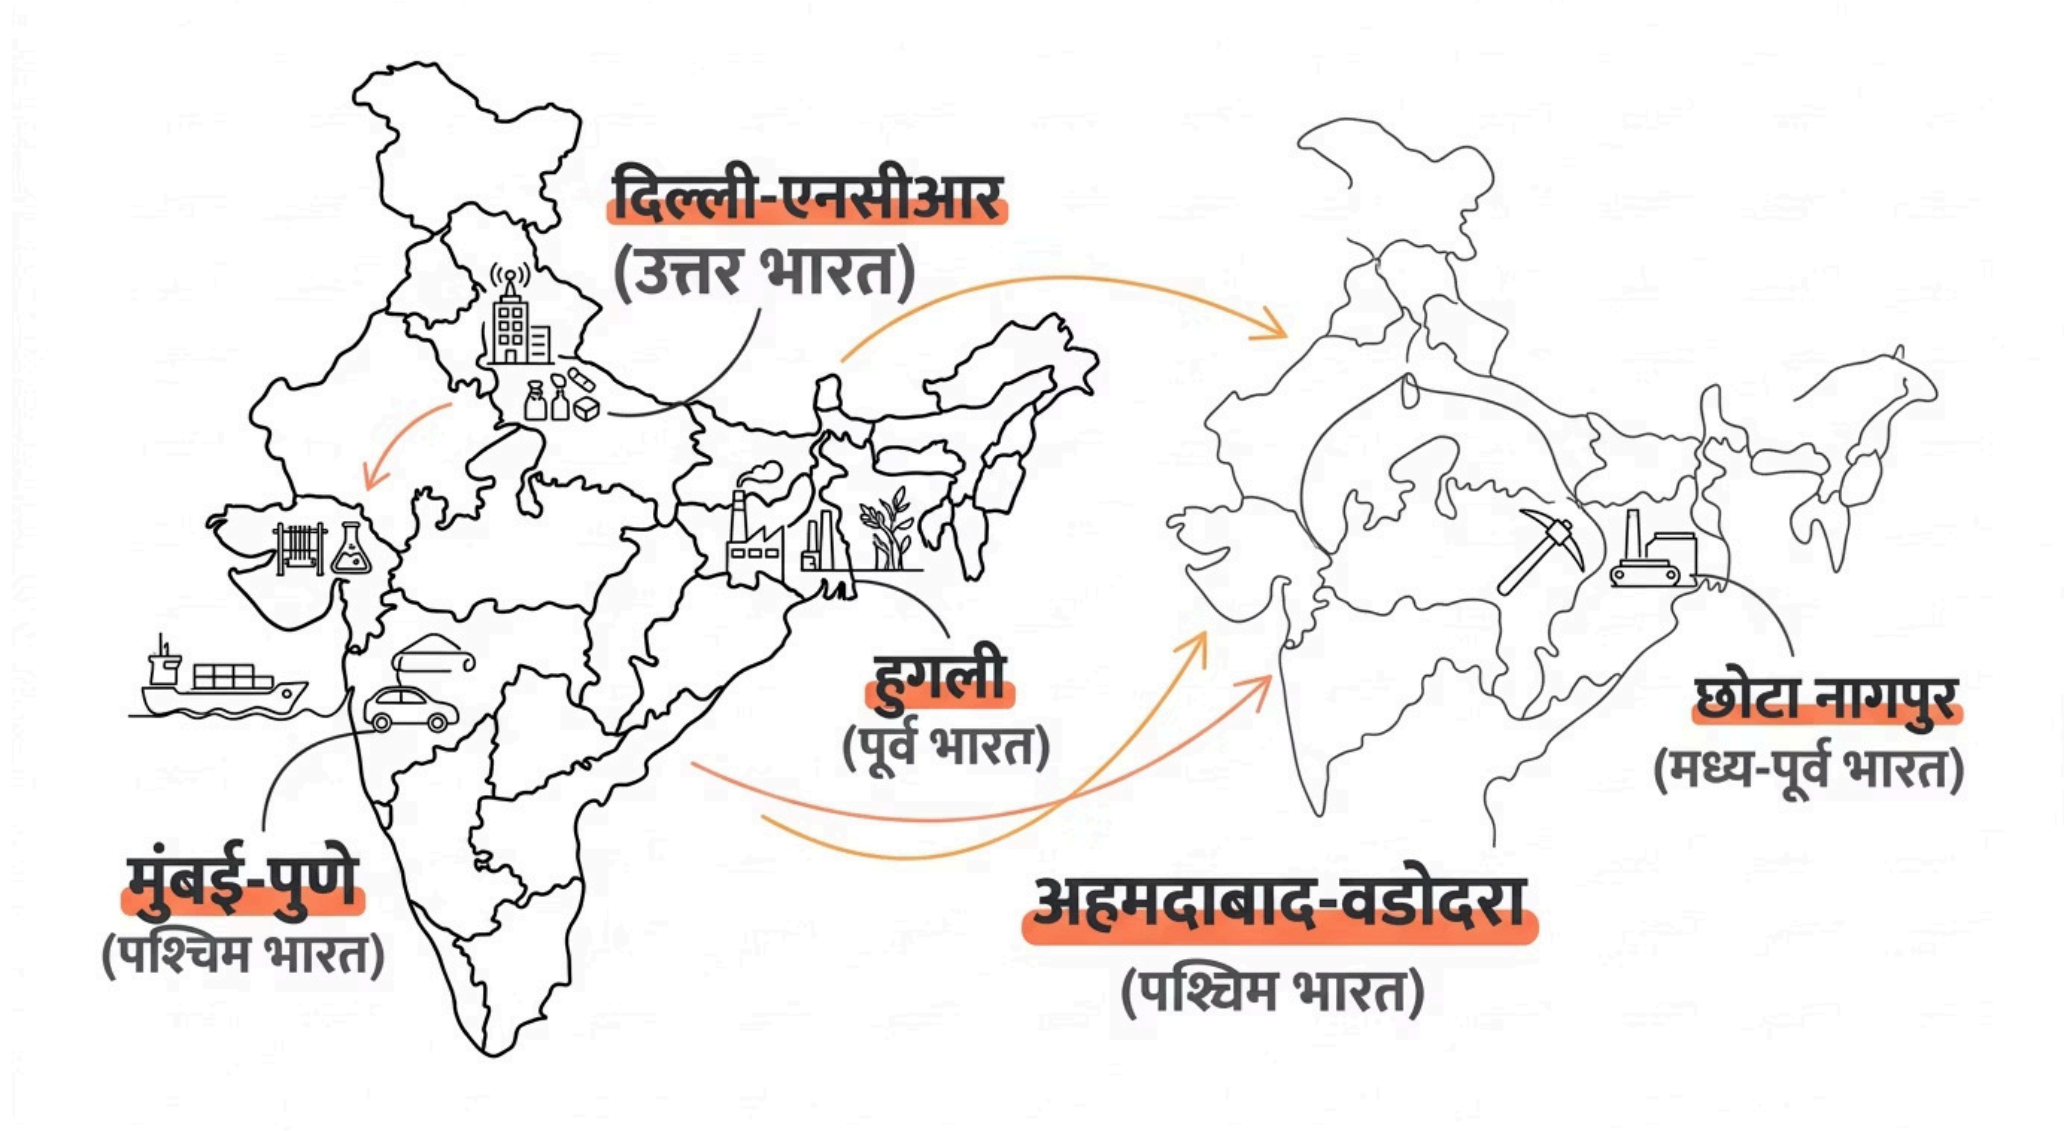 दिल्ली-एनसीआर
(उत्तर भारत)
हुगली
(पूर्व भारत)
छोटा नागपुर
(मध्य-पूर्व भारत)
मुंबई-पुणे
(पश्चिम भारत)
अहमदाबाद-वडोदरा
(पश्चिम भारत)